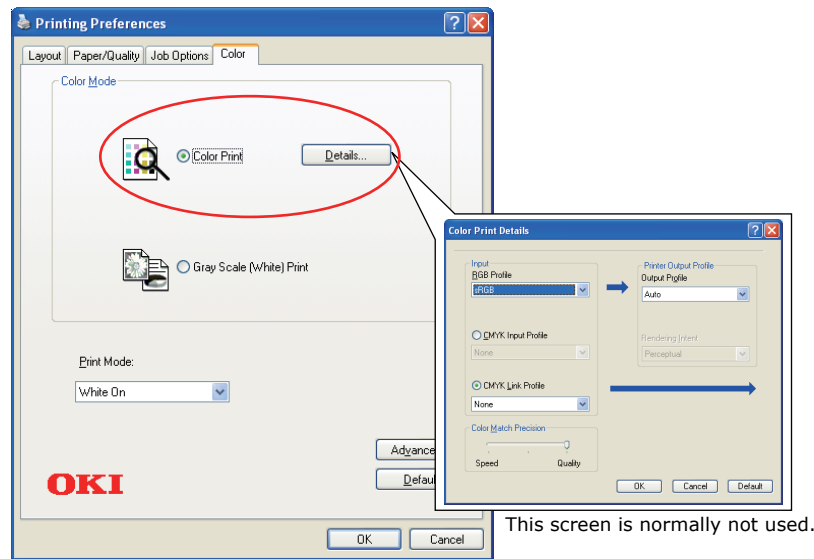 Printing Preferences
Layout Paper/Quality Job Options Color
Color Mode
Color Print
Details...
Gray Scale (White) Print
Print Mode:
White On
Advance
Defau
OKI
OK Cancel
Color Print Details
Input
RGB Profile
sRGB
Printer Output Profile
Output Profile
Auto
CMYK Input Profile
None
Rendering Intent
Perceptual
CMYK Link Profile
None
Color Match Precision
Speed Quality
OK Cancel Default
This screen is normally not used.